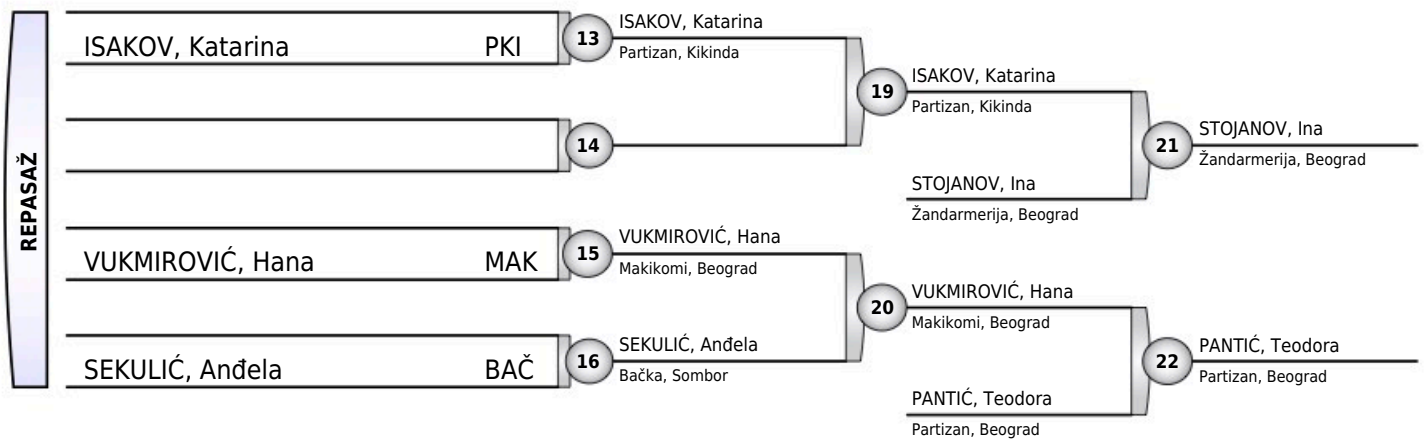 REPASAŽ
ISAKOV, Katarina PKI
13
ISAKOV, Katarina
Partizan, Kikinda
14
19
ISAKOV, Katarina
Partizan, Kikinda
STOJANOV, Ina
Žandarmerija, Beograd
21
STOJANOV, Ina
Žandarmerija, Beograd
VUKMIROVIĆ, Hana MAK
15
VUKMIROVIĆ, Hana
Makikomi, Beograd
SEKULIĆ, Anđela BAČ
16
SEKULIĆ, Anđela
Bačka, Sombor
20
VUKMIROVIĆ, Hana
Makikomi, Beograd
PANTIĆ, Teodora
Partizan, Beograd
22
PANTIĆ, Teodora
Partizan, Beograd